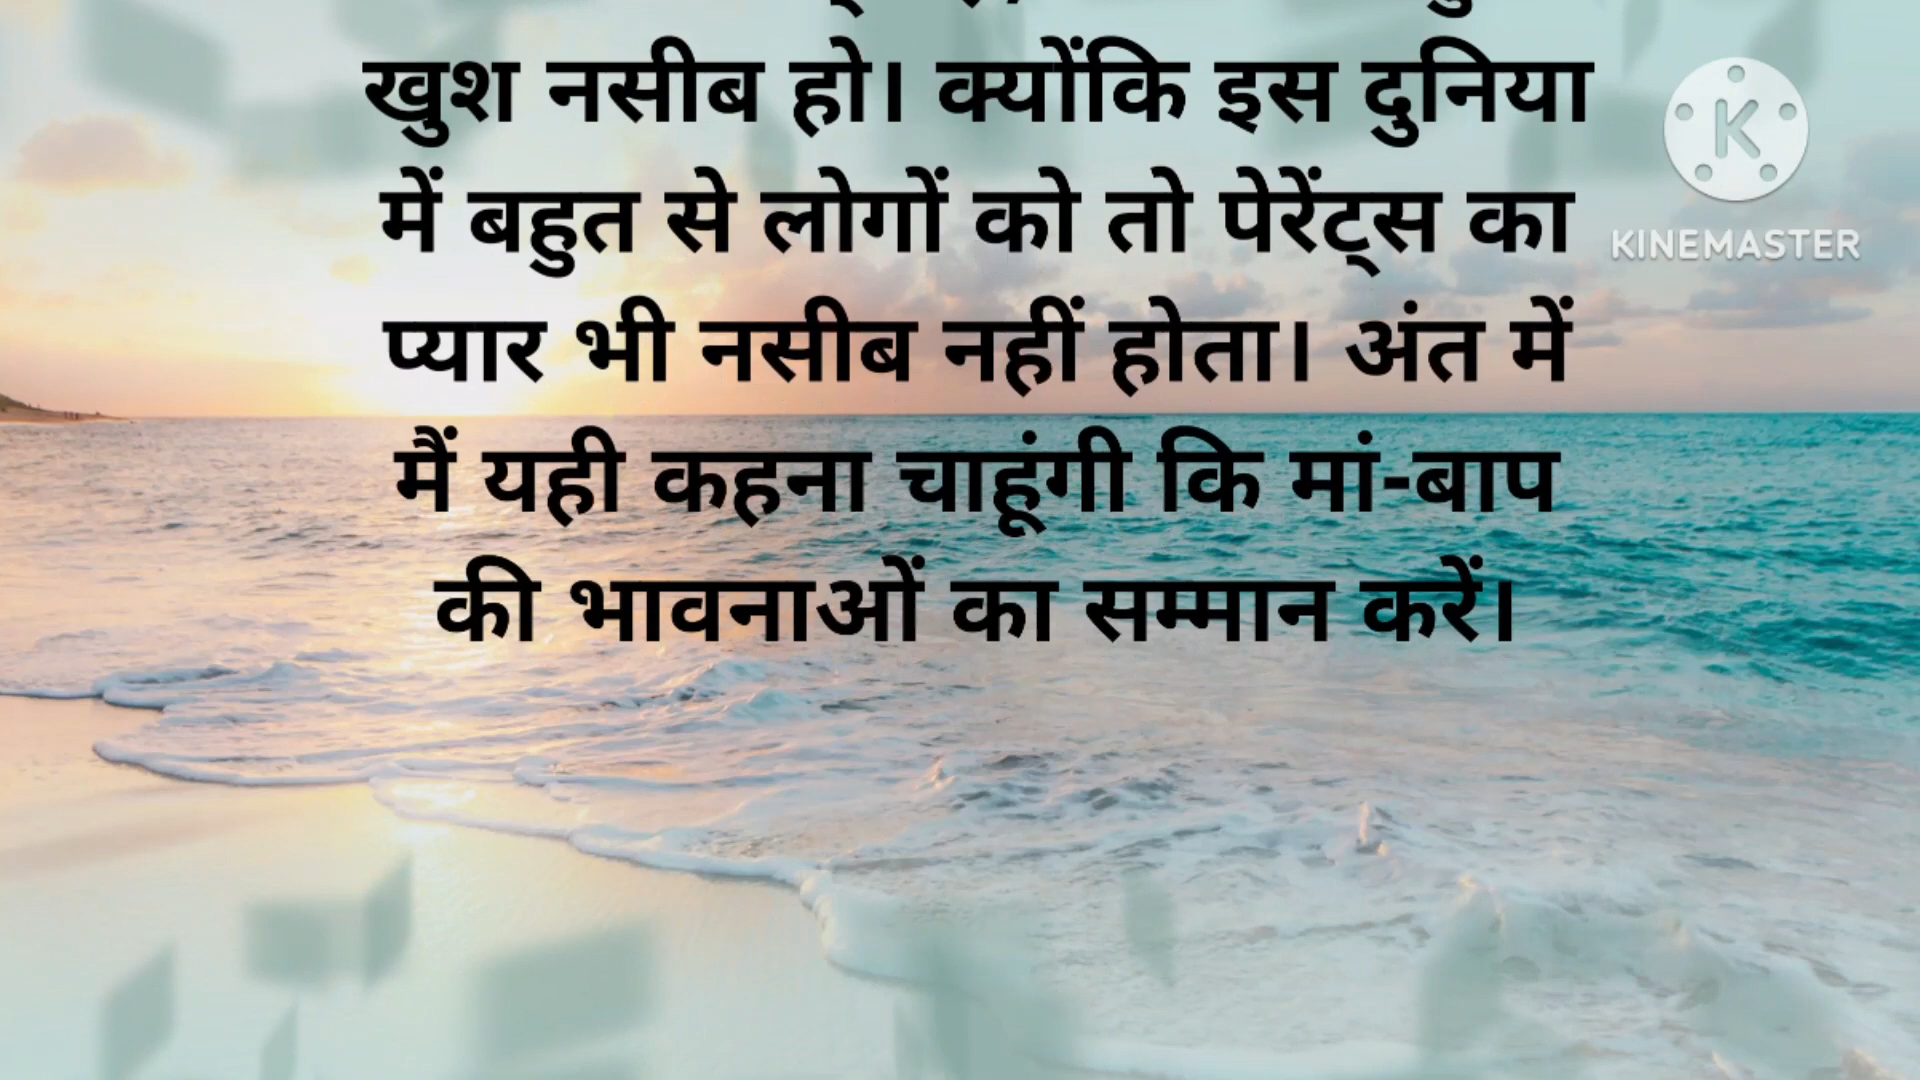 खुश नसीब हो। क्योंकि इस दुनिया
में बहुत से लोगों को तो पेरेंट्स का
प्यार भी नसीब नहीं होता। अंत में
मैं यही कहना चाहूंगी कि मां-बाप
की भावनाओं का सम्मान करें।
K
KINEMASTER